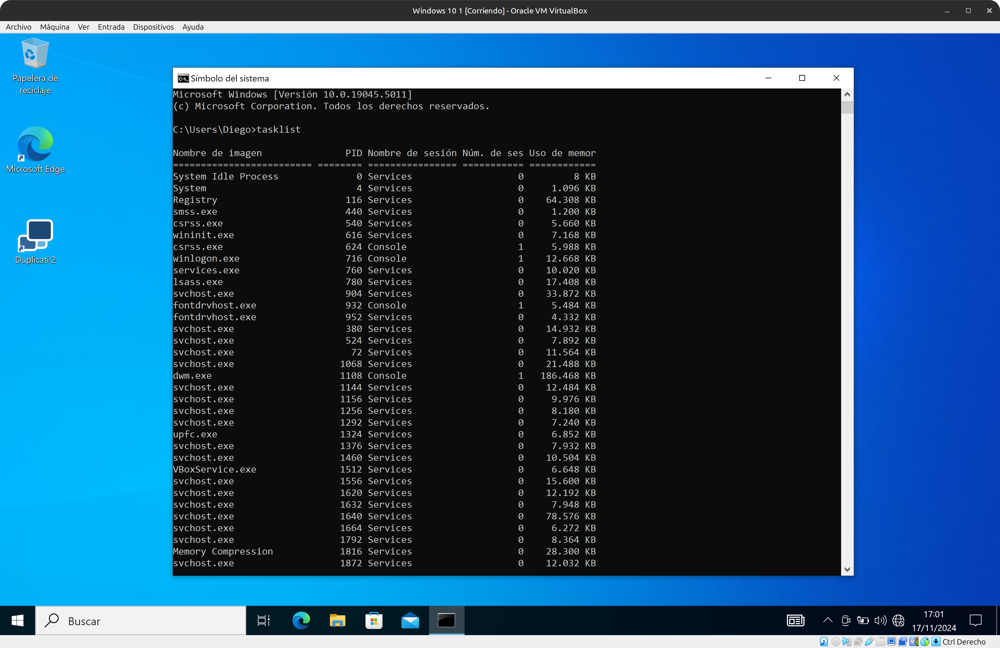 Windows 10 1 [Corriendo] - Oracle VM VirtualBox
Archivo Máquina Ver Entrada Dispositivos Ayuda
Papelera de
reciclaje
Microsoft Edge
Duplicati 2
Símbolo del sistema
Microsoft Windows [Versión 10.0.19045.5011]
(c) Microsoft Corporation. Todos los derechos reservados.
C:\Users\Diego>tasklist
Nombre de imagen PID Nombre de sesión Núm. de ses Uso de memor
========================= ======== ================ =========== ============
System Idle Process 0 Services 0 8 KB
System 4 Services 0 1.096 KB
Registry 116 Services 0 64.308 KB
smss.exe 440 Services 0 1.200 KB
csrss.exe 540 Services 0 5.660 KB
wininit.exe 616 Services 0 7.168 KB
csrss.exe 624 Console 1 5.988 KB
winlogon.exe 716 Console 1 12.668 KB
services.exe 760 Services 0 10.020 KB
lsass.exe 780 Services 0 17.408 KB
svchost.exe 904 Services 0 33.872 KB
fontdrvhost.exe 932 Console 1 5.484 KB
fontdrvhost.exe 952 Services 0 4.332 KB
svchost.exe 380 Services 0 14.932 KB
svchost.exe 524 Services 0 7.892 KB
svchost.exe 72 Services 0 11.564 KB
svchost.exe 1068 Services 0 21.488 KB
dwm.exe 1108 Console 1 186.468 KB
svchost.exe 1144 Services 0 12.484 KB
svchost.exe 1156 Services 0 9.976 KB
svchost.exe 1256 Services 0 8.180 KB
svchost.exe 1292 Services 0 7.240 KB
upfc.exe 1324 Services 0 6.852 KB
svchost.exe 1376 Services 0 7.932 KB
svchost.exe 1460 Services 0 10.504 KB
VBoxService.exe 1512 Services 0 6.648 KB
svchost.exe 1556 Services 0 15.600 KB
svchost.exe 1620 Services 0 12.192 KB
svchost.exe 1632 Services 0 7.948 KB
svchost.exe 1640 Services 0 78.576 KB
svchost.exe 1664 Services 0 6.272 KB
svchost.exe 1792 Services 0 8.364 KB
Memory Compression 1816 Services 0 28.300 KB
svchost.exe 1872 Services 0 12.032 KB
Buscar
17:01
17/11/2024
Ctrl Derecho